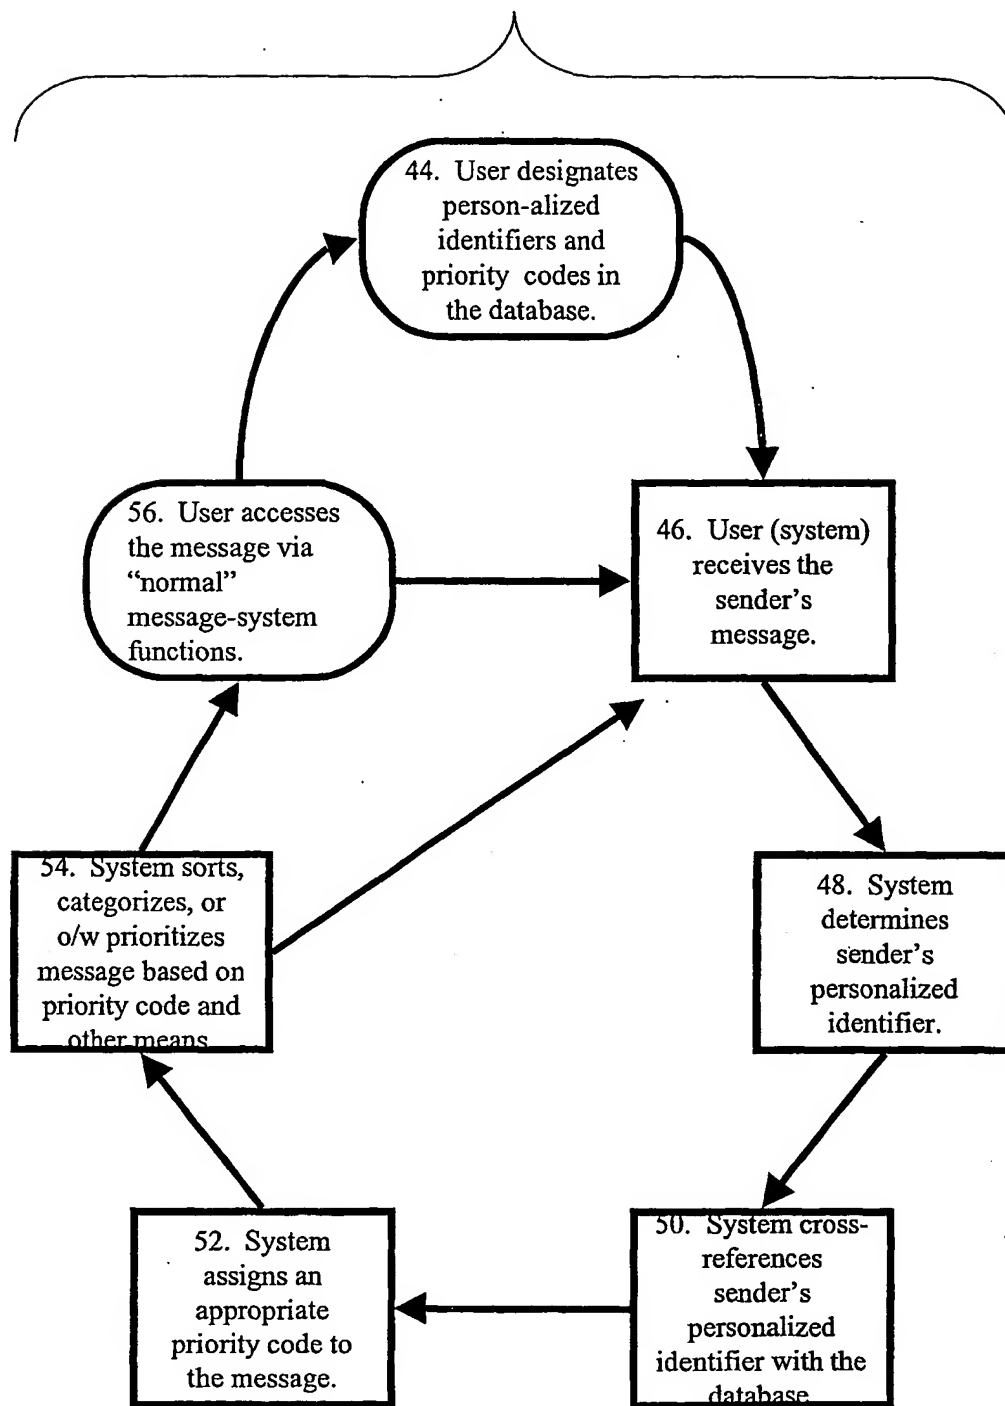 44. User designates
person-alized
identifiers and
priority codes in
the database.
56. User accesses
the message via
“normal”
message-system
functions.
46. User (system)
receives the
sender’s
message.
54. System sorts,
categorizes, or
o/w prioritizes
message based on
priority code and
other means
48. System
determines
sender’s
personalized
identifier.
52. System
assigns an
appropriate
priority code to
the message.
50. System cross-
references
sender’s
personalized
identifier with the
database